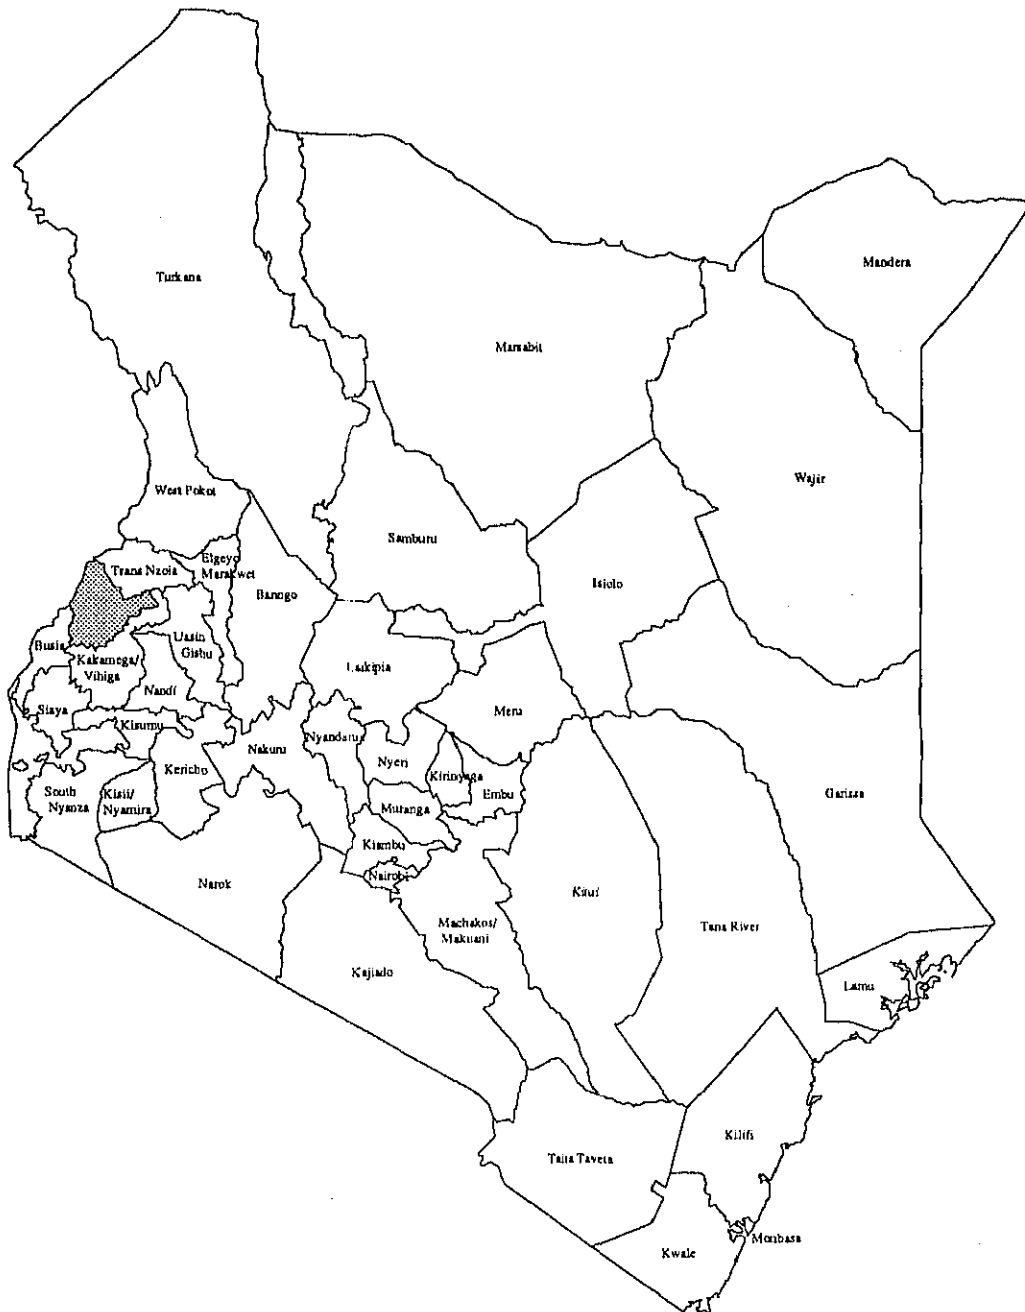 Turkana
Mandera
Marsabit
Wajir
West Pokot
Samburu
Elgeyo
Marakwet
Trans Nzoia
Isiolo
Baringo
Busia
Uasin
Gishu
Kakamega/
Vihiga
Laikipia
Nandi
Siaya
Meru
Kisumu
Nyandaru
Nakuru
Nyeri
Kericho
Kirinyaga
South
Nyanza
Kisii/
Nyamira
Embu
Garissa
Muranga
Kiambu
Nairobi
Narok
Kitui
Machakos/
Makuani
Tana River
Kajiado
Lamu
Kilifi
Taita Taveta
Mombasa
Kwale